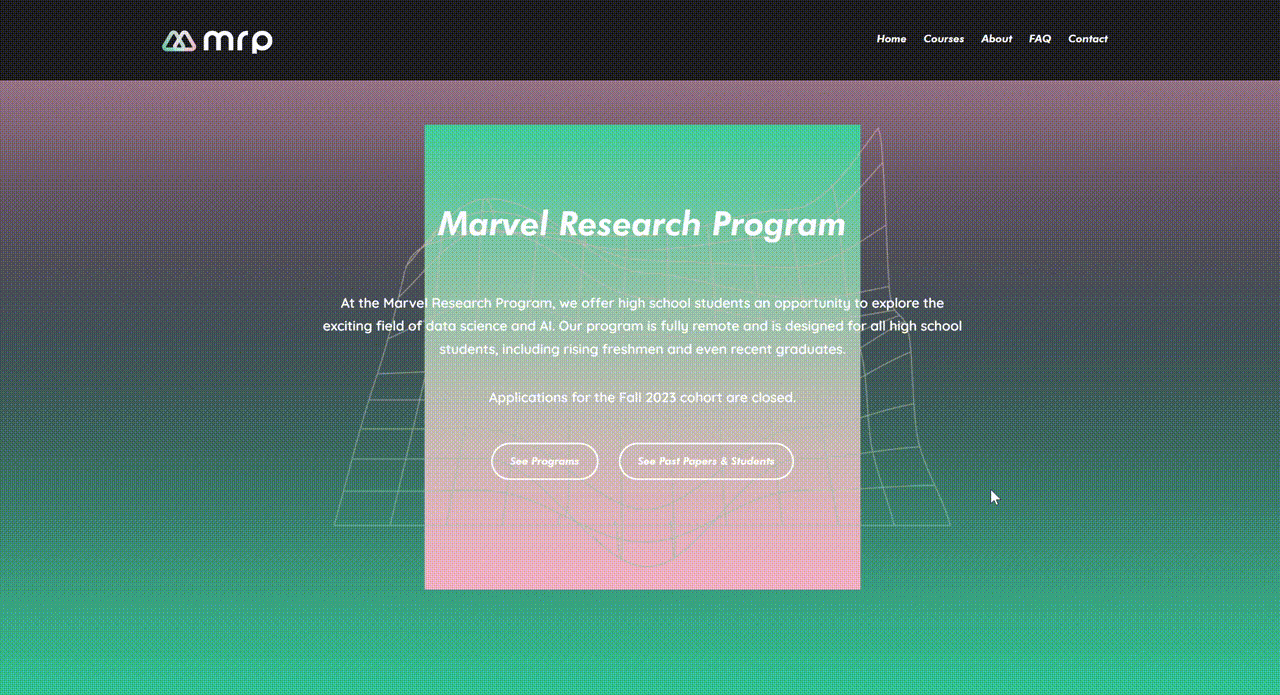 mrp
Home Courses About FAQ Contact
Marvel Research Program
At the Marvel Research Program, we offer high school students an opportunity to explore the
exciting field of data science and AI. Our program is fully remote and is designed for all high school
students, including rising freshmen and even recent graduates.
Applications for the Fall 2023 cohort are closed.
See Programs See Past Papers & Students